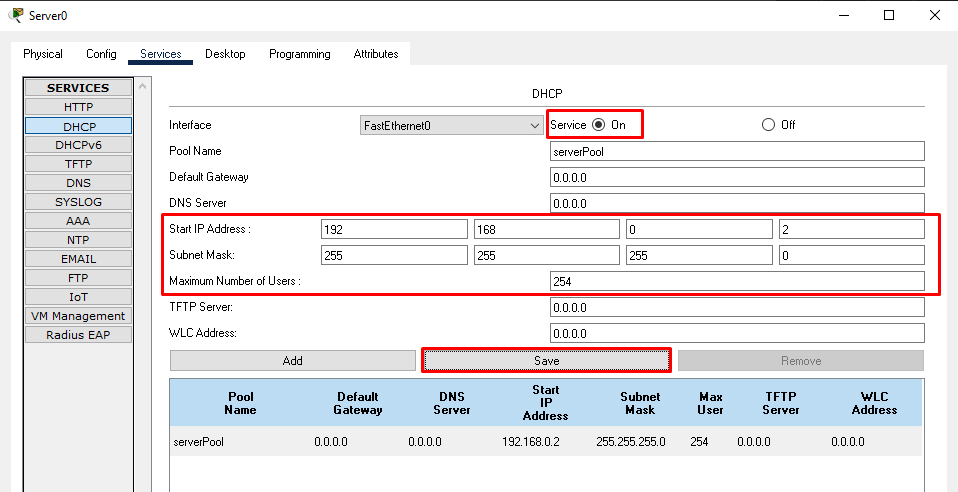 Server0
Physical Config Services Desktop Programming Attributes
SERVICES
HTTP
DHCP
DHCPv6
TFTP
DNS
SYSLOG
AAA
NTP
EMAIL
FTP
IoT
VM Management
Radius EAP
DHCP
Interface FastEthernet0 Service On Off
Pool Name serverPool
Default Gateway 0.0.0.0
DNS Server 0.0.0.0
Start IP Address : 192 168 0 2
Subnet Mask: 255 255 255 0
Maximum Number of Users : 254
TFTP Server: 0.0.0.0
WLC Address: 0.0.0.0
Add Save Remove
Pool Name Default Gateway DNS Server Start IP Address Subnet Mask Max User TFTP Server WLC Address
serverPool 0.0.0.0 0.0.0.0 192.168.0.2 255.255.255.0 254 0.0.0.0 0.0.0.0